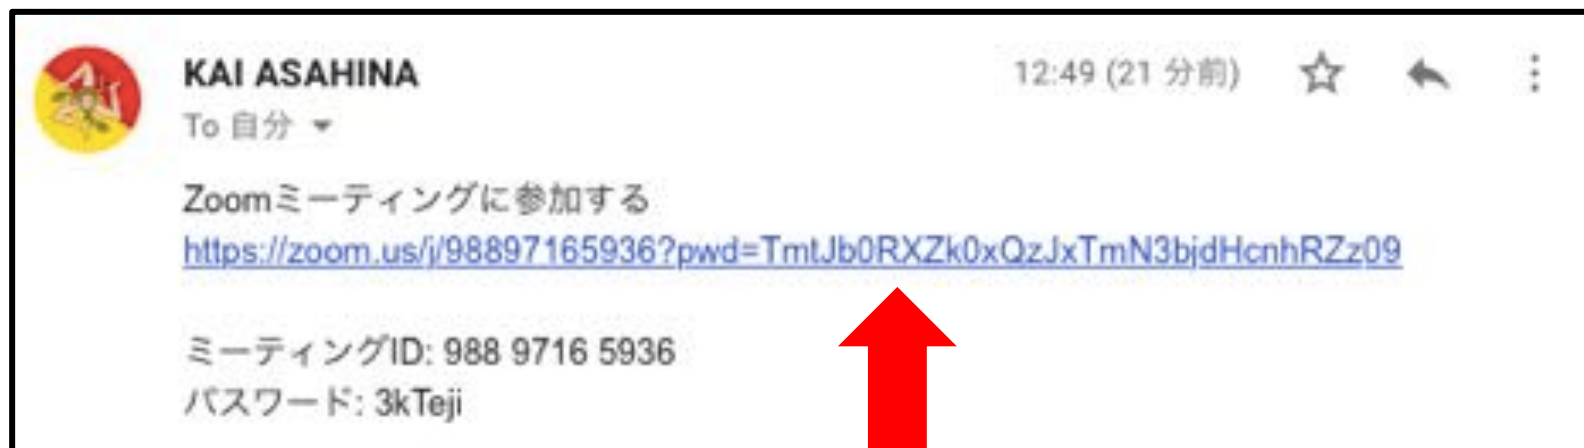 KAI ASAHINA
12:49 (21 分前)
To 自分
Zoomミーティングに参加する
https://zoom.us/j/98897165936?pwd=TmtJb0RXZk0xQzJxTmN3bjdHcnhRZz09
ミーティングID: 988 9716 5936
パスワード: 3kTeji